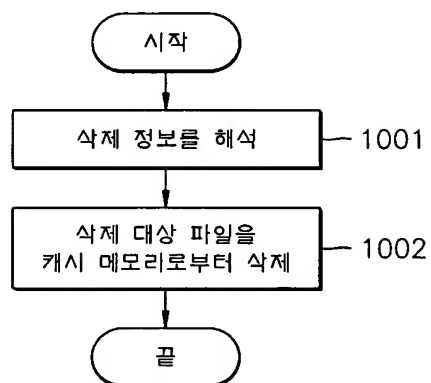 시작
삭제 정보를 해석
1001
삭제 대상 파일을
캐시 메모리로부터 삭제
1002
끝